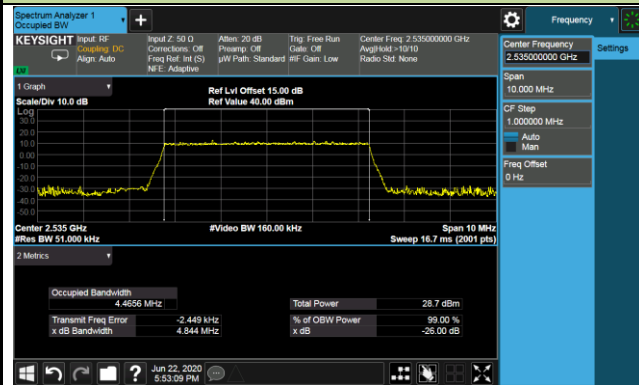 Spectrum Analyzer 1
Occupied BW
Frequency
KEYSIGHT
Input: RF
Coupling: DC
Align: Auto
Input Z: 50 Ω
Corrections: Off
Freq Ref: Int (S)
NFE: Adaptive
Atten: 20 dB
Preamp: Off
µW Path: Standard
Trig: Free Run
Gate: Off
#IF Gain: Low
Center Freq: 2.535000000 GHz
Avg|Hold:>10/10
Radio Std: None
Center Frequency
2.535000000 GHz
Settings
Span
10.000 MHz
CF Step
1.000000 MHz
Auto
Man
Freq Offset
0 Hz
1 Graph
Scale/Div 10.0 dB
Ref Lvl Offset 15.00 dB
Ref Value 40.00 dBm
Log
30.0
20.0
10.0
0.00
-10.0
-20.0
-30.0
-40.0
-50.0
Center 2.535 GHz
#Video BW 160.00 kHz
Span 10 MHz
#Res BW 51.000 kHz
Sweep 16.7 ms (2001 pts)
2 Metrics
Occupied Bandwidth
4.4656 MHz
Total Power 28.7 dBm
Transmit Freq Error -2.449 kHz
% of OBW Power 99.00 %
x dB Bandwidth 4.844 MHz
x dB -26.00 dB
Jun 22, 2020
5:53:09 PM